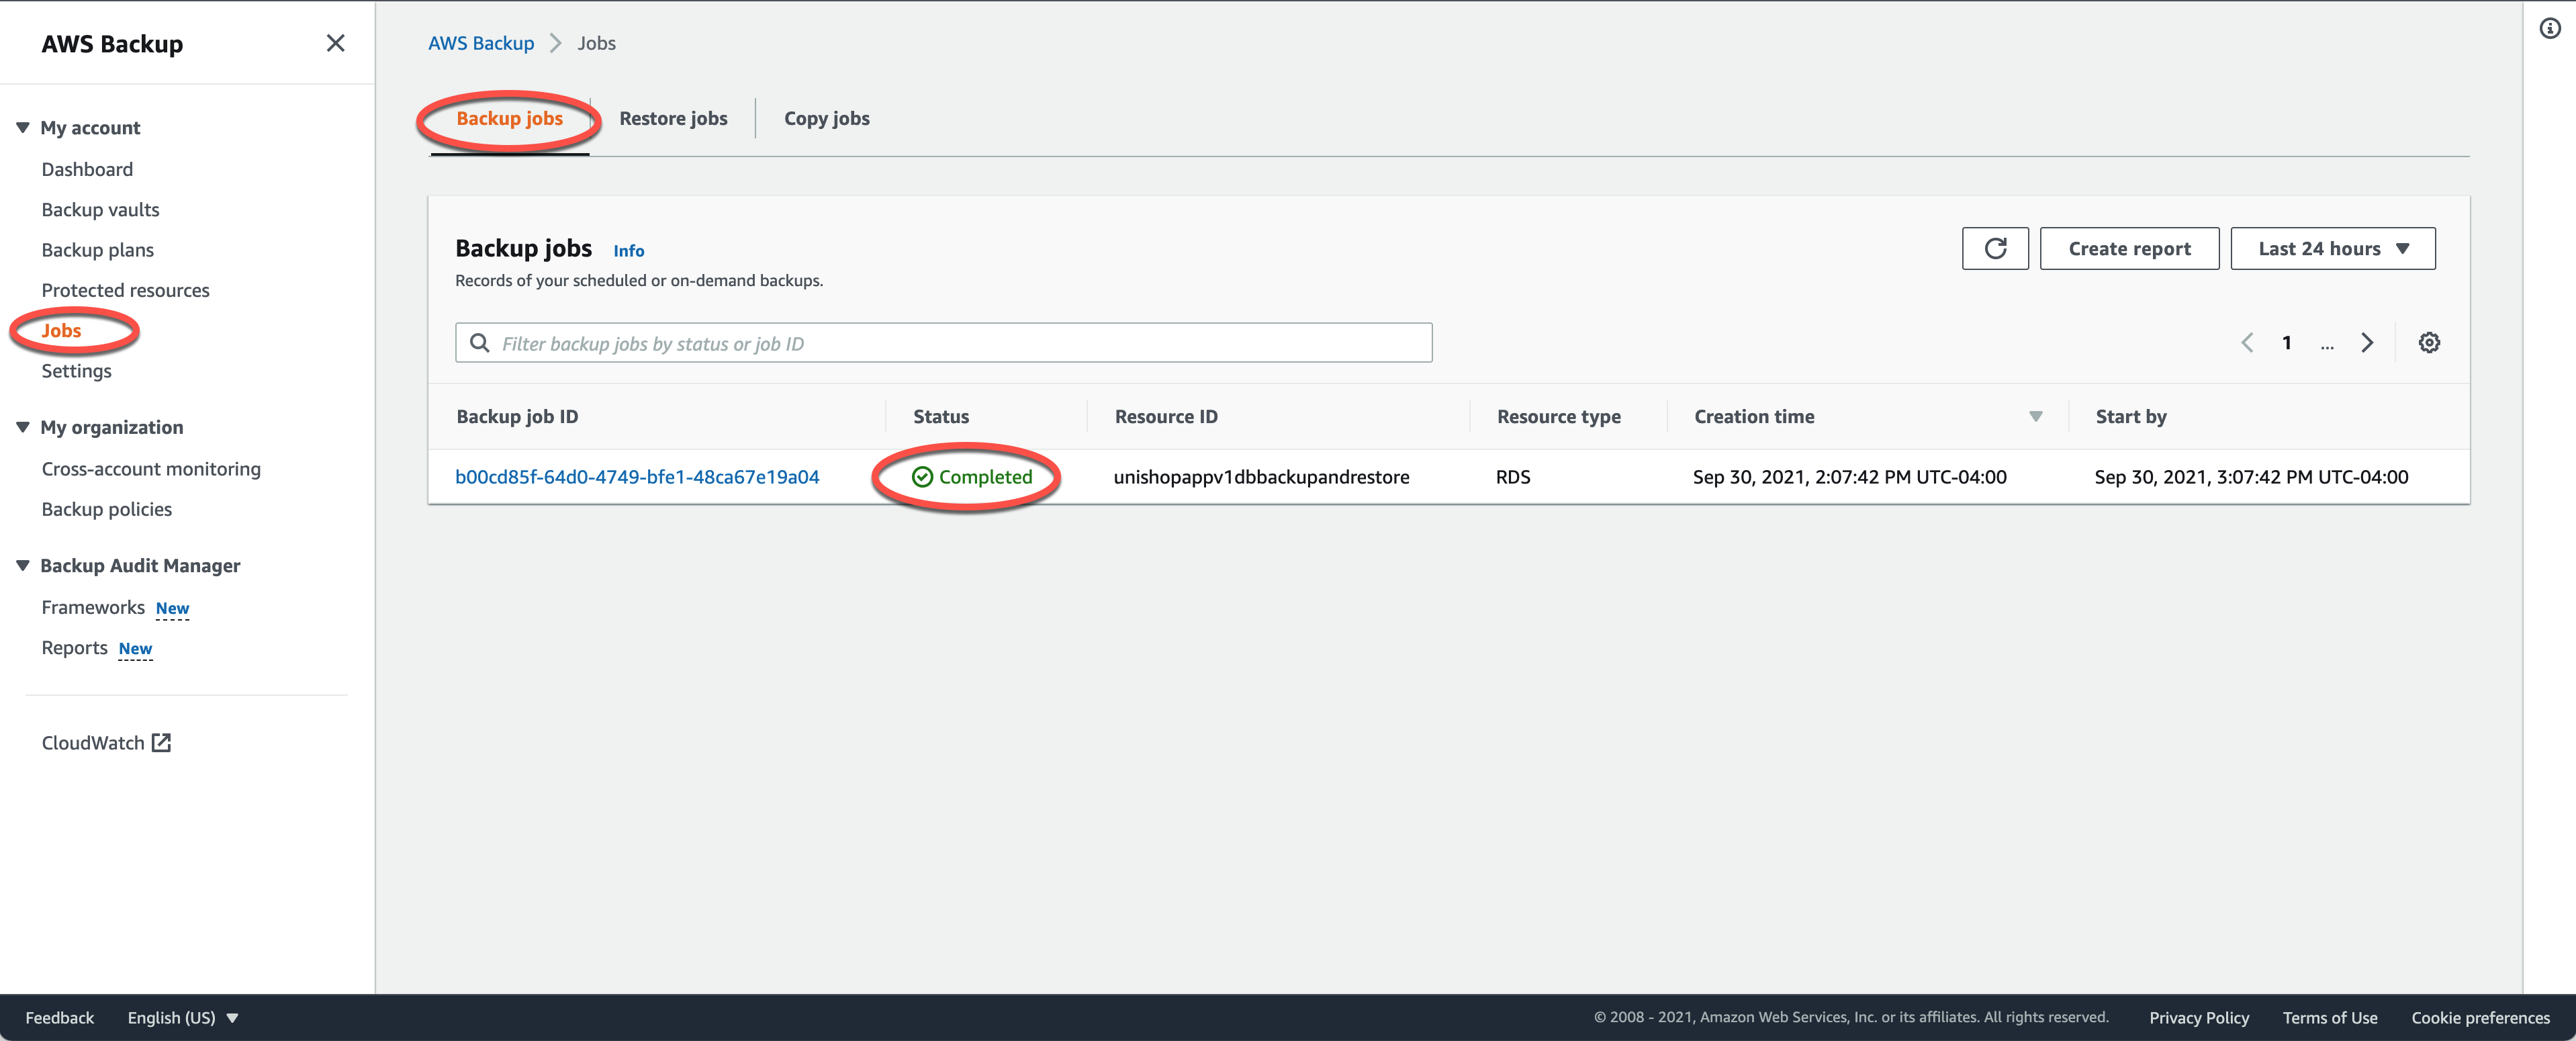 AWS Backup
My account
Dashboard
Backup vaults
Backup plans
Protected resources
Jobs
Settings
My organization
Cross-account monitoring
Backup policies
Backup Audit Manager
Frameworks New
Reports New
CloudWatch
AWS Backup > Jobs
Backup jobs Restore jobs Copy jobs
Backup jobs Info
Records of your scheduled or on-demand backups.
Create report Last 24 hours
Filter backup jobs by status or job ID
1 ...
Backup job ID Status Resource ID Resource type Creation time Start by
b00cd85f-64d0-4749-bfe1-48ca67e19a04 Completed unishopappv1dbbackupandrestore RDS Sep 30, 2021, 2:07:42 PM UTC-04:00 Sep 30, 2021, 3:07:42 PM UTC-04:00
Feedback English (US) © 2008 - 2021, Amazon Web Services, Inc. or its affiliates. All rights reserved. Privacy Policy Terms of Use Cookie preferences